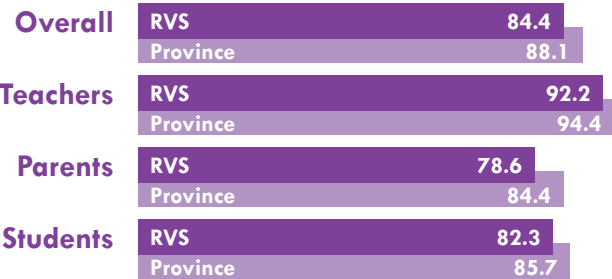 Overall
RVS 84.4
Province 88.1
Teachers
RVS 92.2
Province 94.4
Parents
RVS 78.6
Province 84.4
Students
RVS 82.3
Province 85.7